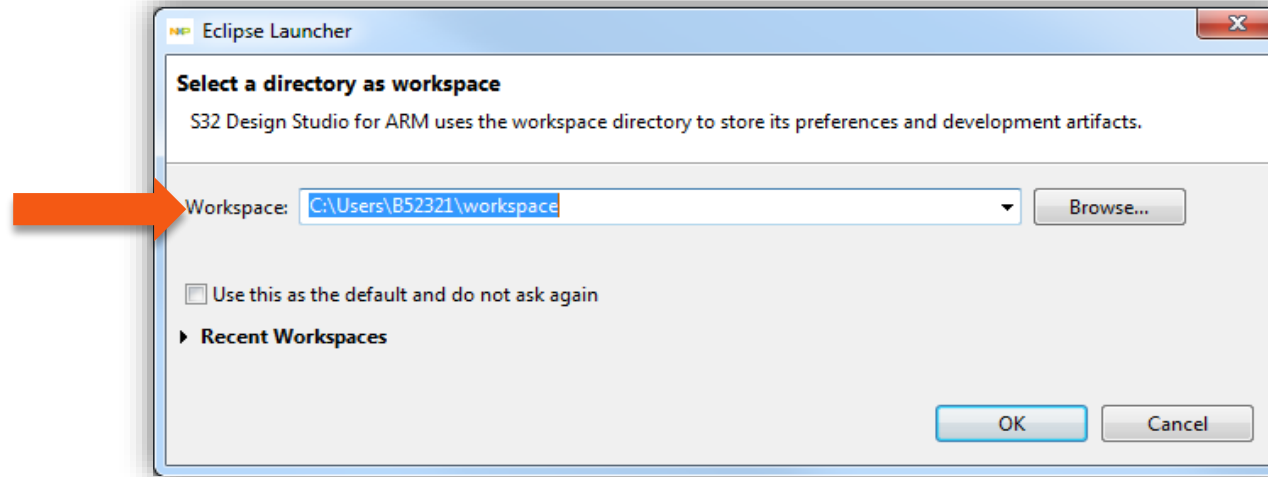 NXP Eclipse Launcher
Select a directory as workspace
S32 Design Studio for ARM uses the workspace directory to store its preferences and development artifacts.
Workspace: C:\Users\B52321\workspace Browse...
Use this as the default and do not ask again
Recent Workspaces
OK Cancel